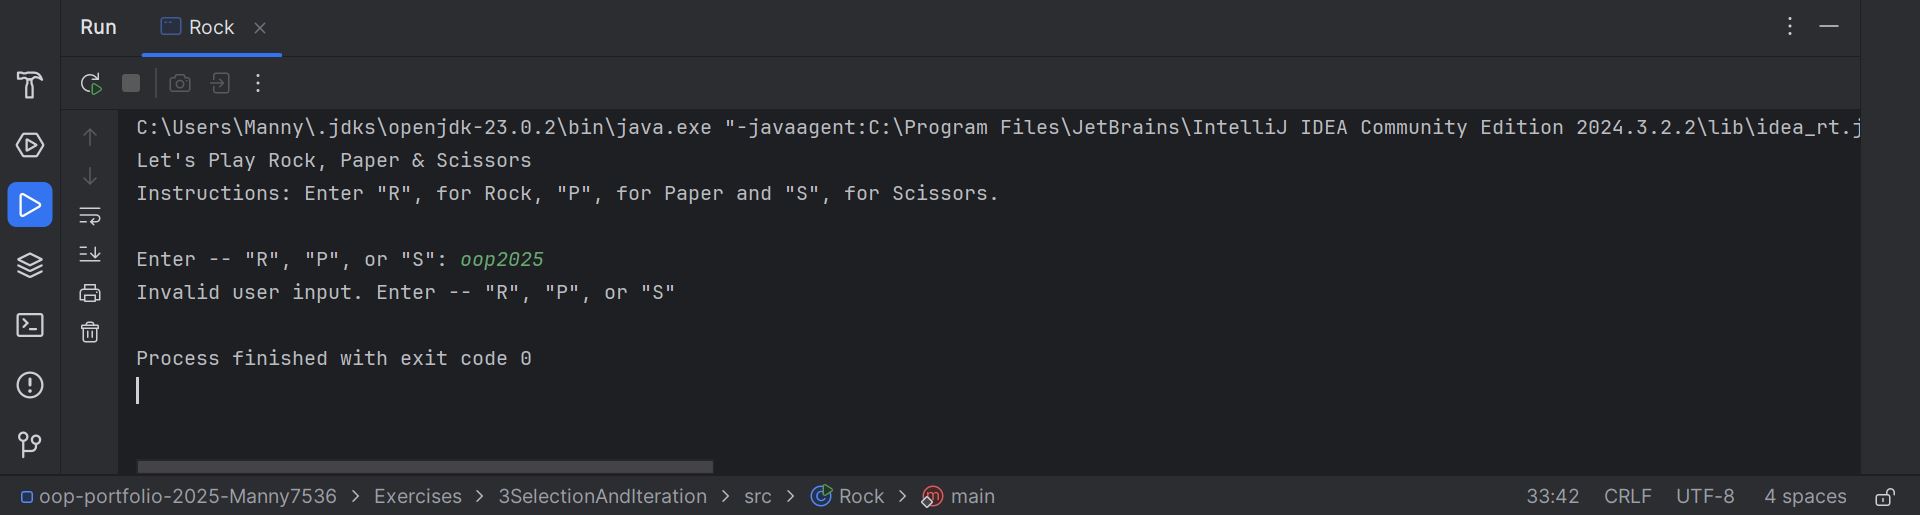 Run Rock
C:\Users\Manny\.jdks\openjdk-23.0.2\bin\java.exe "-javaagent:C:\Program Files\JetBrains\IntelliJ IDEA Community Edition 2024.3.2.2\lib\idea_rt.j
Let's Play Rock, Paper & Scissors
Instructions: Enter "R", for Rock, "P", for Paper and "S", for Scissors.
Enter -- "R", "P", or "S": oop2025
Invalid user input. Enter -- "R", "P", or "S"
Process finished with exit code 0
oop-portfolio-2025-Manny7536 > Exercises > 3SelectionAndIteration > src > Rock > main 33:42 CRLF UTF-8 4 spaces